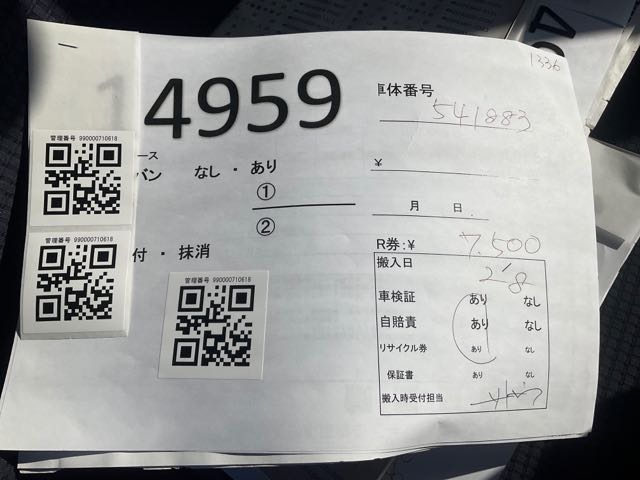 1336
14959
車体番号 541883
管理番号 990000710618
ース
バン なし ・ あり
¥
①
②
月 日
管理番号 990000710618
付 ・ 抹消
R券:¥ 7,500
管理番号 990000710618
搬入日 2/8
車検証 あり なし
自賠責 あり なし
リサイクル券 あり なし
保証書 あり なし
搬入時受付担当